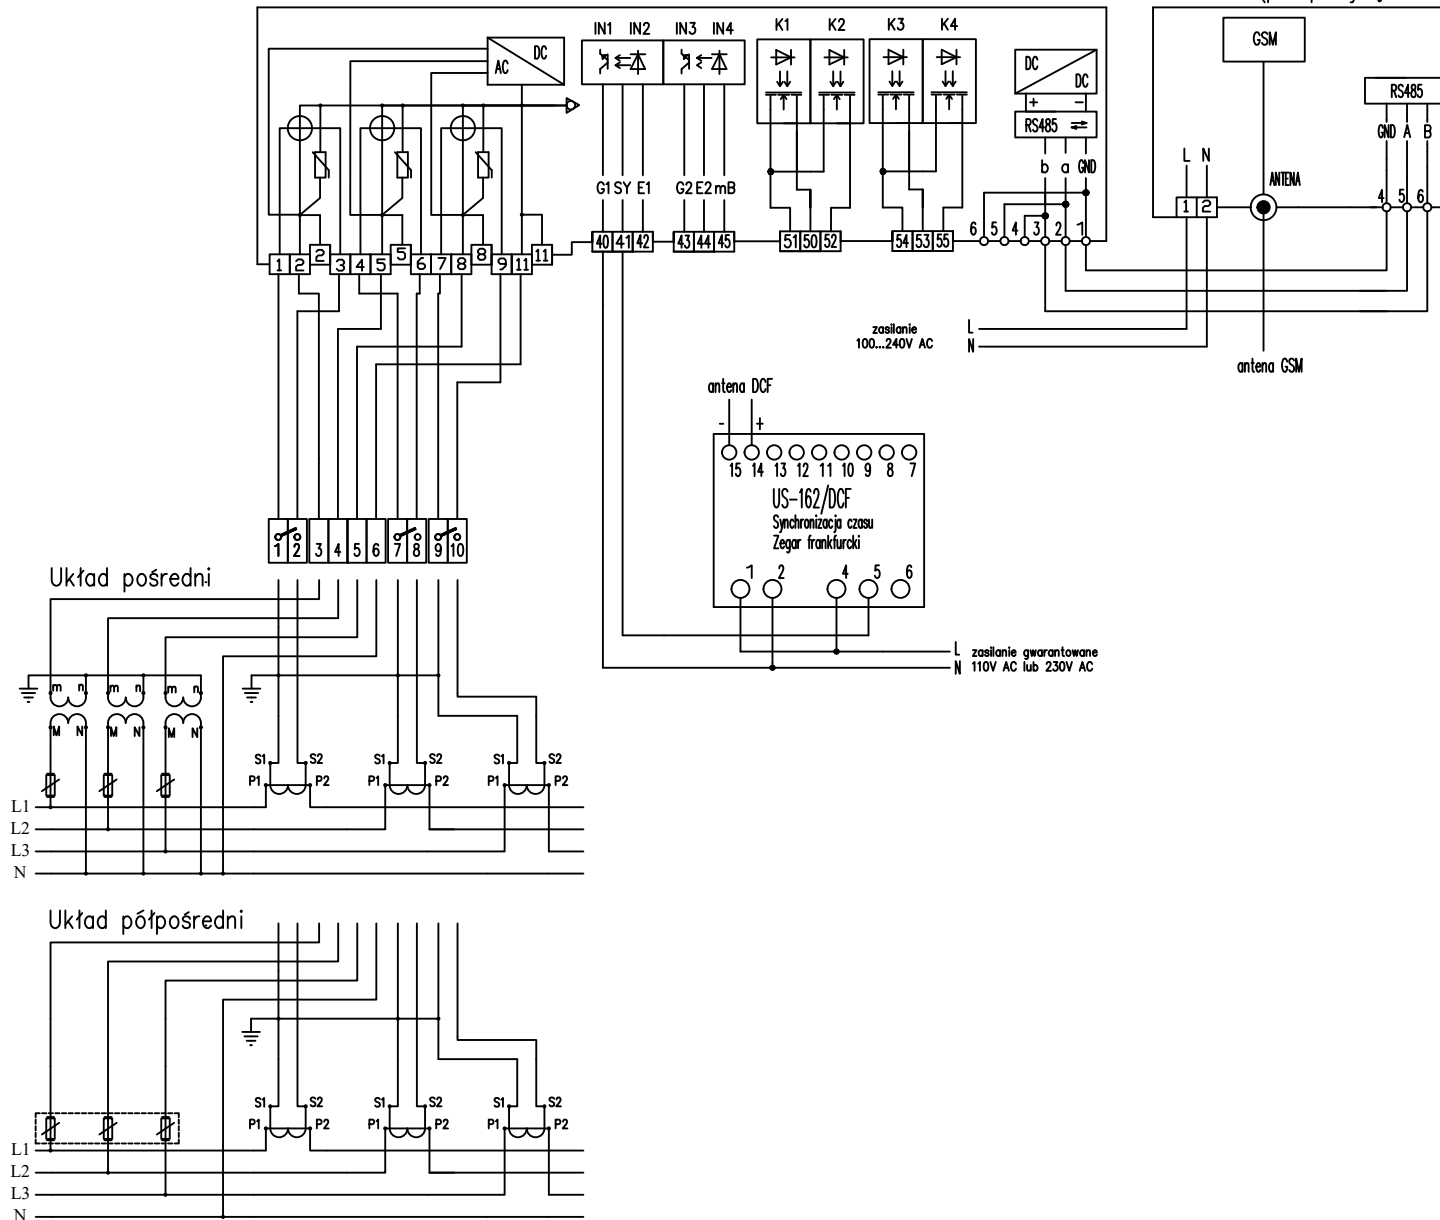 IN1 IN2 IN3 IN4 K1 K2 K3 K4
GSM
AC DC
DC DC
+ -
RS485
RS485
GND A B
b a GND
L N
ANTENA
G1 SY E1 G2 E2 mB
1 2
4 5 6
6 5 4 3 2 1
40 41 42 43 44 45 51 50 52 54 53 55
1 2 2 3 4 5 5 6 7 8 8 9 11 11
zasilanie L
100...240V AC N
antena GSM
antena DCF
- +
15 14 13 12 11 10 9 8 7
US-162/DCF
Synchronizacja czasu
Zegar frankfurcki
1 2 3 4 5 6 7 8 9 10
1 2 4 5 6
Układ pośredni
L zasilanie gwarantowane
N 110V AC lub 230V AC
m n m n m n
M N M N M N
S1 S2 S1 S2 S1 S2
P1 P2 P1 P2 P1 P2
L1
L2
L3
N
Układ półpośredni
S1 S2 S1 S2 S1 S2
P1 P2 P1 P2 P1 P2
L1
L2
L3
N